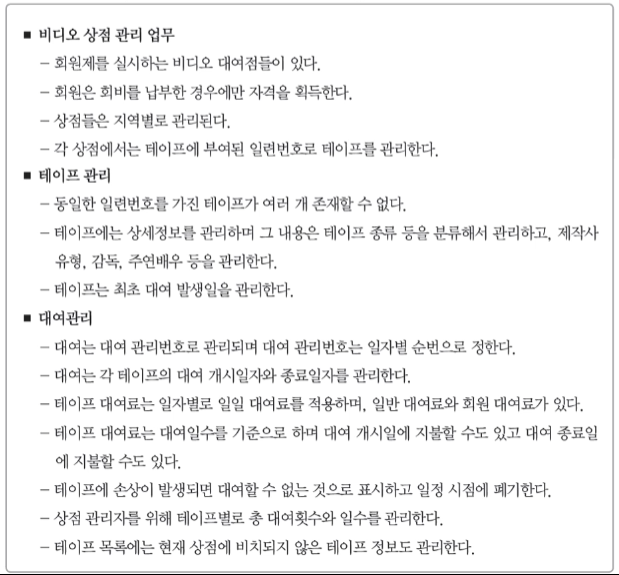 ■ 비디오 상점 관리 업무
– 회원제를 실시하는 비디오 대여점들이 있다.
– 회원은 회비를 납부한 경우에만 자격을 획득한다.
– 상점들은 지역별로 관리된다.
– 각 상점에서는 테이프에 부여된 일련번호로 테이프를 관리한다.
■ 테이프 관리
– 동일한 일련번호를 가진 테이프가 여러 개 존재할 수 없다.
– 테이프에는 상세정보를 관리하며 그 내용은 테이프 종류 등을 분류해서 관리하고, 제작사
유형, 감독, 주연배우 등을 관리한다.
– 테이프는 최초 대여 발생일을 관리한다.
■ 대여관리
– 대여는 대여 관리번호로 관리되며 대여 관리번호는 일자별 순번으로 정한다.
– 대여는 각 테이프의 대여 개시일자와 종료일자를 관리한다.
– 테이프 대여료는 일자별로 일일 대여료를 적용하며, 일반 대여료와 회원 대여료가 있다.
– 테이프 대여료는 대여일수를 기준으로 하며 대여 개시일에 지불할 수도 있고 대여 종료일
에 지불할 수도 있다.
– 테이프에 손상이 발생되면 대여할 수 없는 것으로 표시하고 일정 시점에 폐기한다.
– 상점 관리자를 위해 테이프별로 총 대여횟수와 일수를 관리한다.
– 테이프 목록에는 현재 상점에 비치되지 않은 테이프 정보도 관리한다.